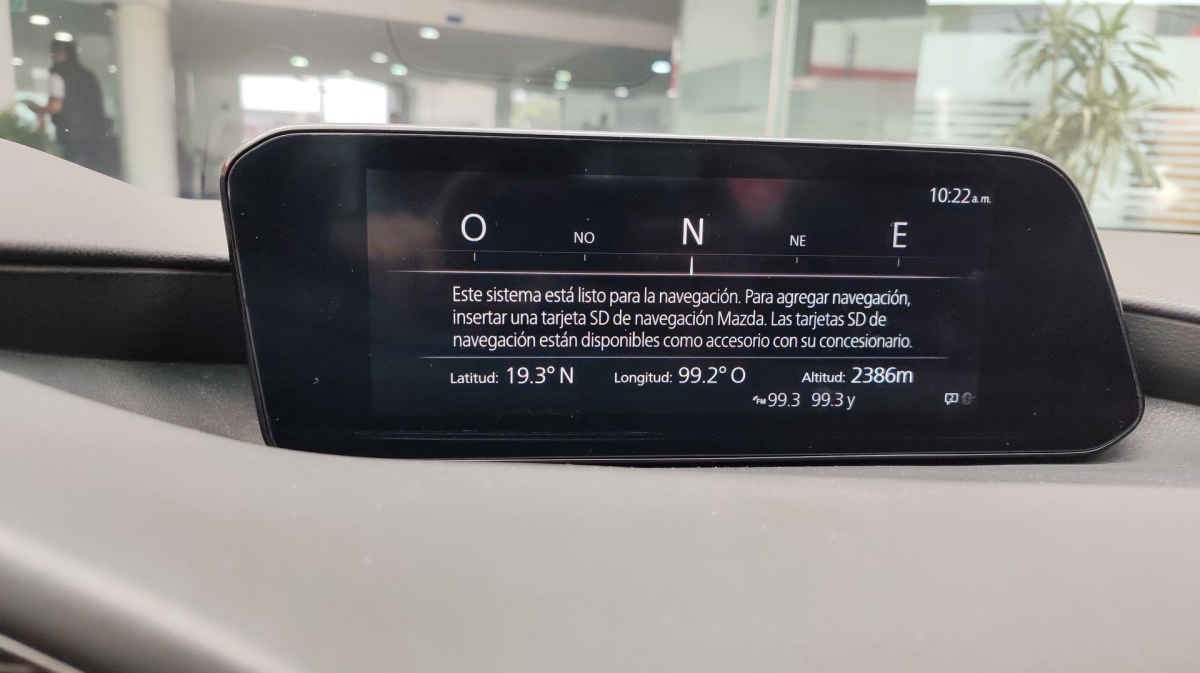 10:22 a.m.
O NO N NE E
Este sistema está listo para la navegación. Para agregar navegación,
insertar una tarjeta SD de navegación Mazda. Las tarjetas SD de
navegación están disponibles como accesorio con su concesionario.
Latitud: 19.3° N Longitud: 99.2° O Altitud: 2386m
FM 99.3 99.3 y